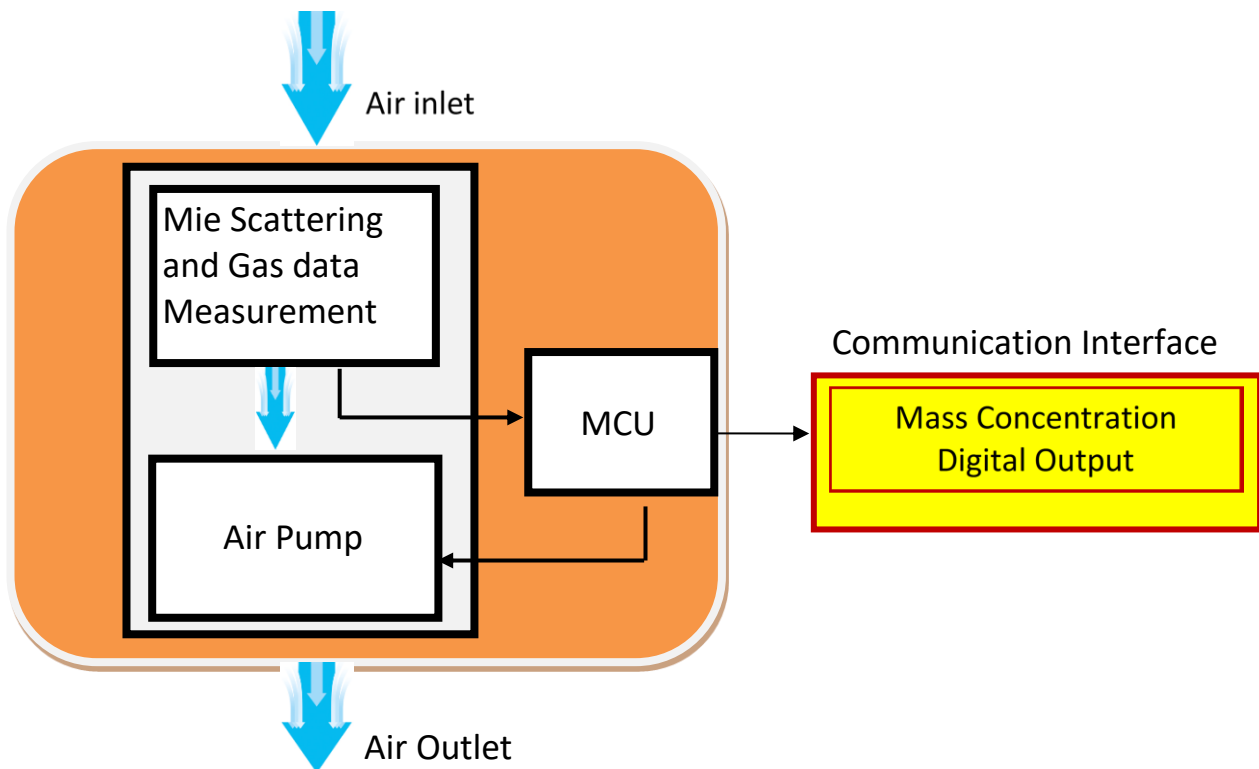 Air inlet
Mie Scattering
and Gas data
Measurement
Communication Interface
MCU
Mass Concentration
Digital Output
Air Pump
Air Outlet